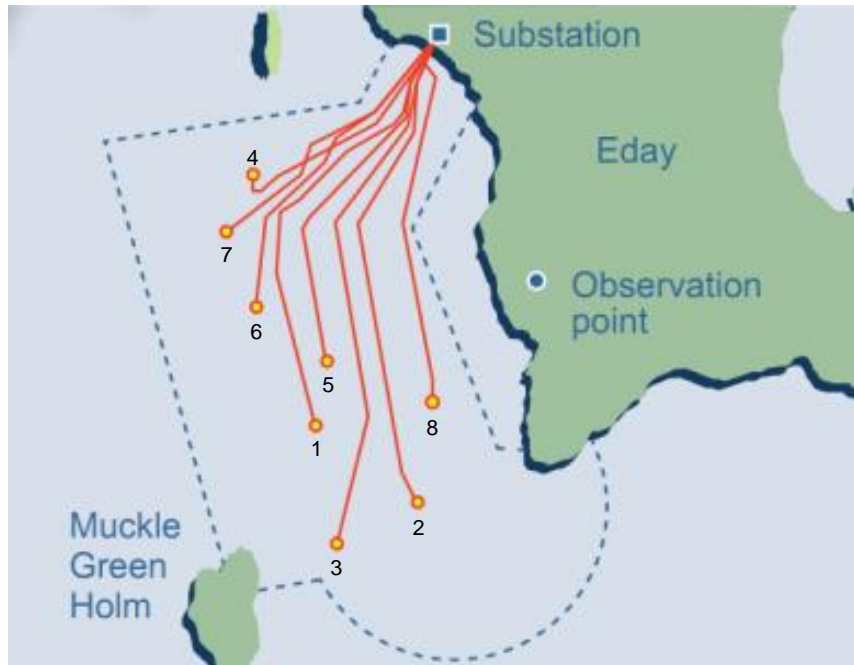 Substation
Eday
4
7
Observation
point
6
5
8
1
2
Muckle
Green
Holm
3